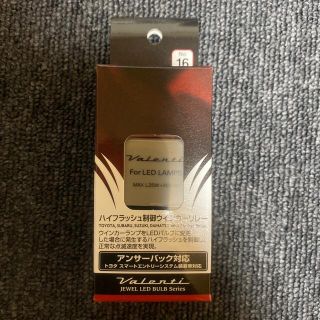 No.
16
Valenti
For LED LAMPS
ハイフラッシュ制御ウインカーリレー
TOYOTA, SUBARU, SUZUKI,
ウインカーランプをLEDバルブに変更
した場合に発生するハイフラッシュを制御し
正常な点滅速度を実現。
アンサーバック対応
トヨタ スマートエントリーシステム装着車対応
Valenti
JEWEL LED BULB Series